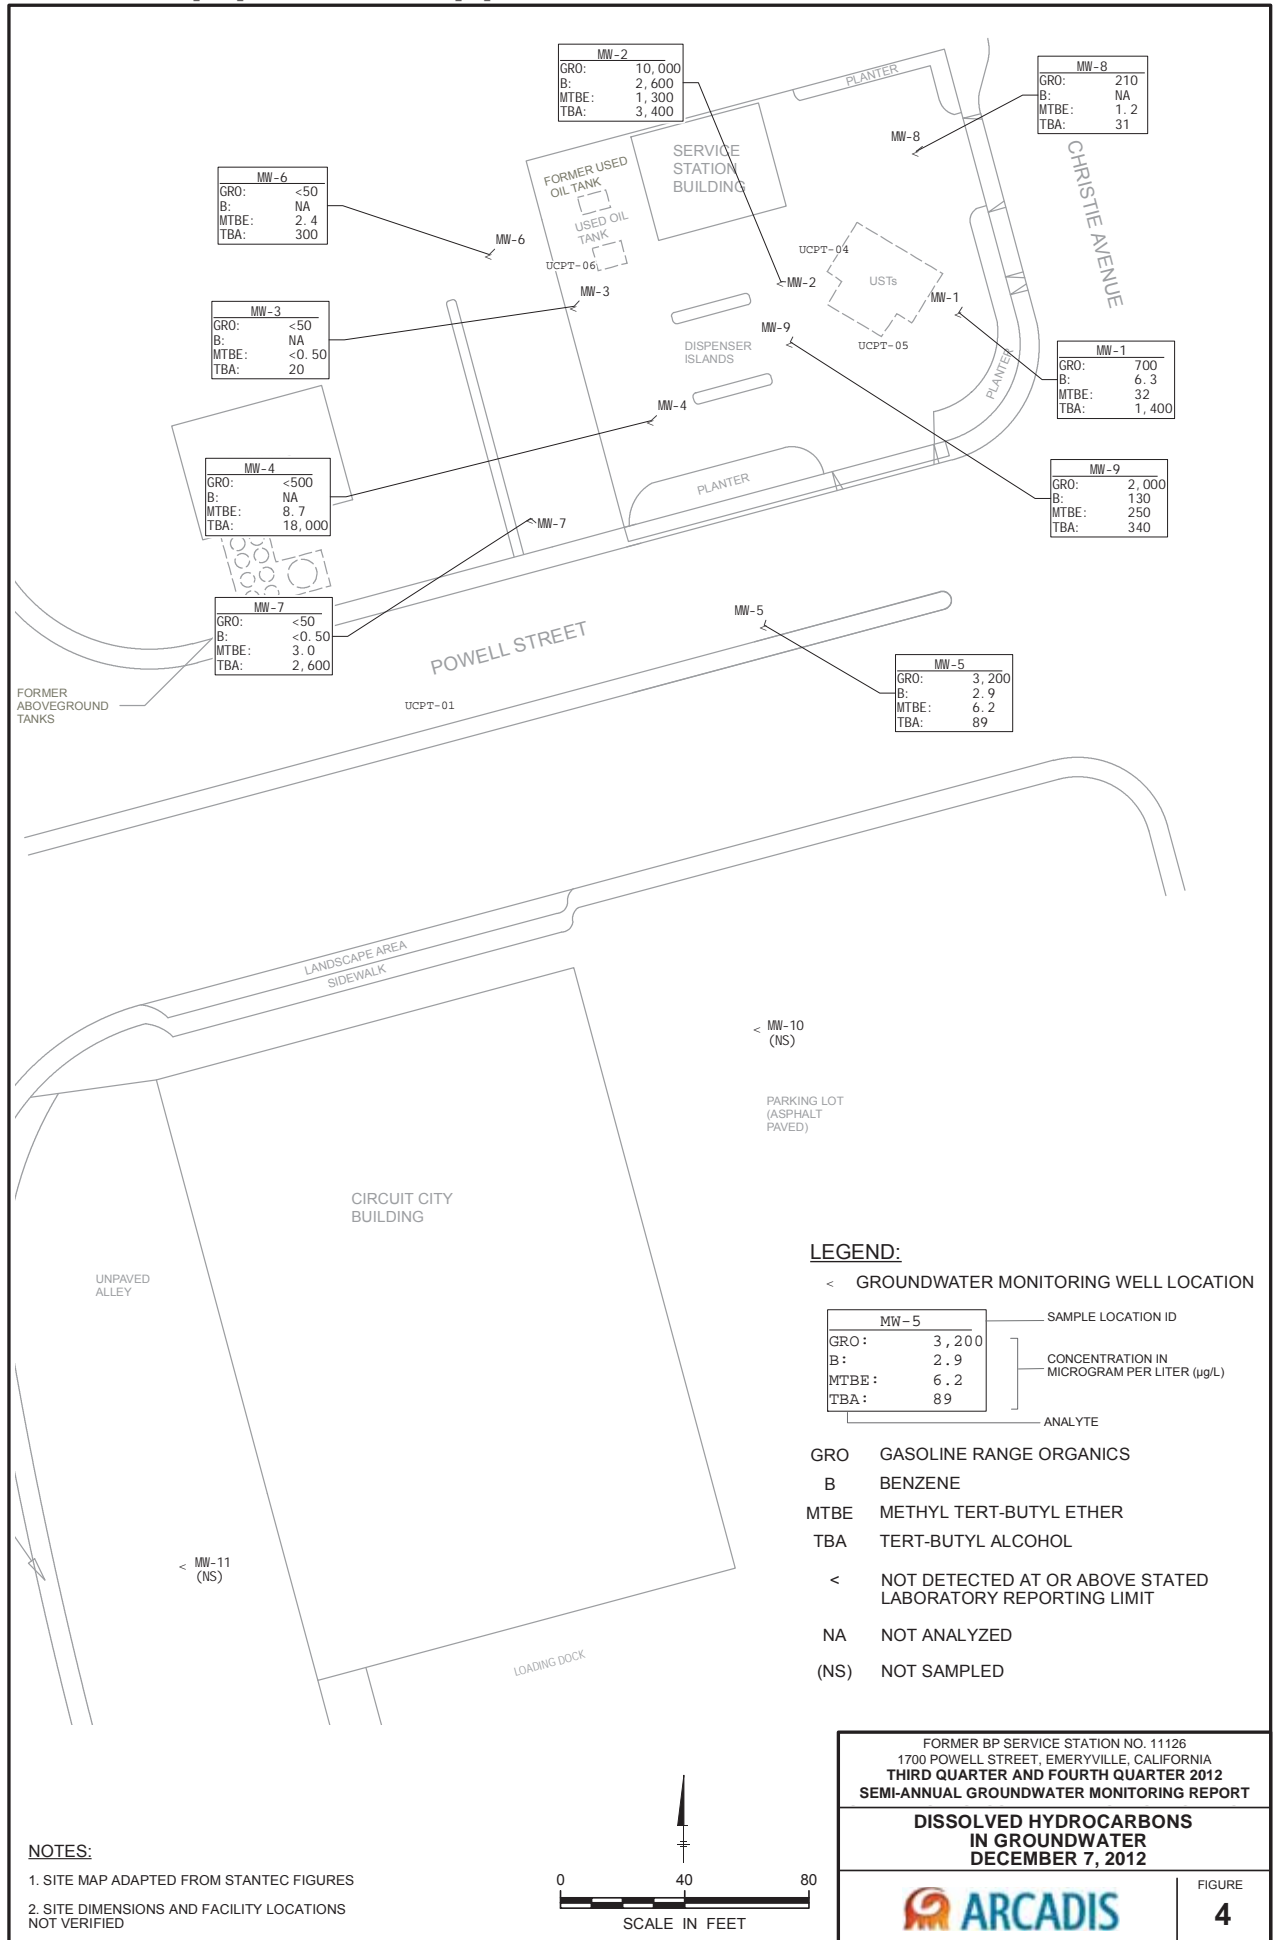 MW-2
GRO: 10,000
B: 2,600
MTBE: 1,300
TBA: 3,400
PLANTER
MW-8
GRO: 210
B: NA
MTBE: 1.2
TBA: 31
MW-8
SERVICE
STATION
BUILDING
CHRISTIE AVENUE
FORMER USED
OIL TANK
USED OIL
TANK
MW-6
GRO: <50
B: NA
MTBE: 2.4
TBA: 300
MW-6
UCPT-06
UCPT-04
USTs
MW-2
MW-1
MW-3
MW-3
GRO: <50
B: NA
MTBE: <0.50
TBA: 20
MW-9
DISPENSER
ISLANDS
UCPT-05
PLANTER
MW-1
GRO: 700
B: 6.3
MTBE: 32
TBA: 1,400
MW-4
MW-4
GRO: <500
B: NA
MTBE: 8.7
TBA: 18,000
PLANTER
MW-9
GRO: 2,000
B: 130
MTBE: 250
TBA: 340
MW-7
MW-7
GRO: <50
B: <0.50
MTBE: 3.0
TBA: 2,600
MW-5
POWELL STREET
MW-5
GRO: 3,200
B: 2.9
MTBE: 6.2
TBA: 89
FORMER
ABOVEGROUND
TANKS
UCPT-01
LANDSCAPE AREA
SIDEWALK
< MW-10
(NS)
PARKING LOT
(ASPHALT
PAVED)
CIRCUIT CITY
BUILDING
UNPAVED
ALLEY
< MW-11
(NS)
LOADING DOCK
LEGEND:
< GROUNDWATER MONITORING WELL LOCATION
MW-5
GRO: 3,200
B: 2.9
MTBE: 6.2
TBA: 89
SAMPLE LOCATION ID
CONCENTRATION IN
MICROGRAM PER LITER (µg/L)
ANALYTE
GRO GASOLINE RANGE ORGANICS
B BENZENE
MTBE METHYL TERT-BUTYL ETHER
TBA TERT-BUTYL ALCOHOL
< NOT DETECTED AT OR ABOVE STATED
LABORATORY REPORTING LIMIT
NA NOT ANALYZED
(NS) NOT SAMPLED
NOTES:
1. SITE MAP ADAPTED FROM STANTEC FIGURES
2. SITE DIMENSIONS AND FACILITY LOCATIONS
NOT VERIFIED
0 40 80
SCALE IN FEET
FORMER BP SERVICE STATION NO. 11126
1700 POWELL STREET, EMERYVILLE, CALIFORNIA
THIRD QUARTER AND FOURTH QUARTER 2012
SEMI-ANNUAL GROUNDWATER MONITORING REPORT
DISSOLVED HYDROCARBONS
IN GROUNDWATER
DECEMBER 7, 2012
ARCADIS
FIGURE
4